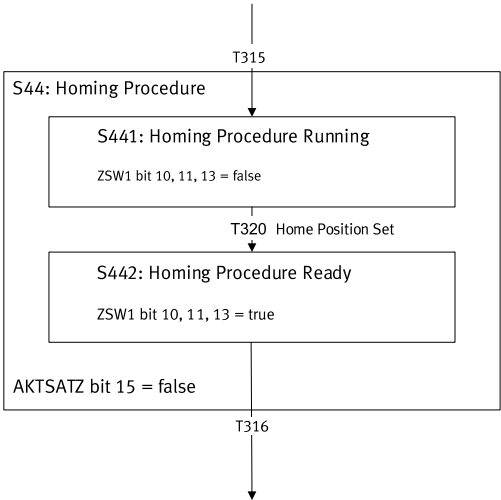 T315
S44: Homing Procedure
S441: Homing Procedure Running
ZSW1 bit 10, 11, 13 = false
T320 Home Position Set
S442: Homing Procedure Ready
ZSW1 bit 10, 11, 13 = true
AKTSATZ bit 15 = false
T316